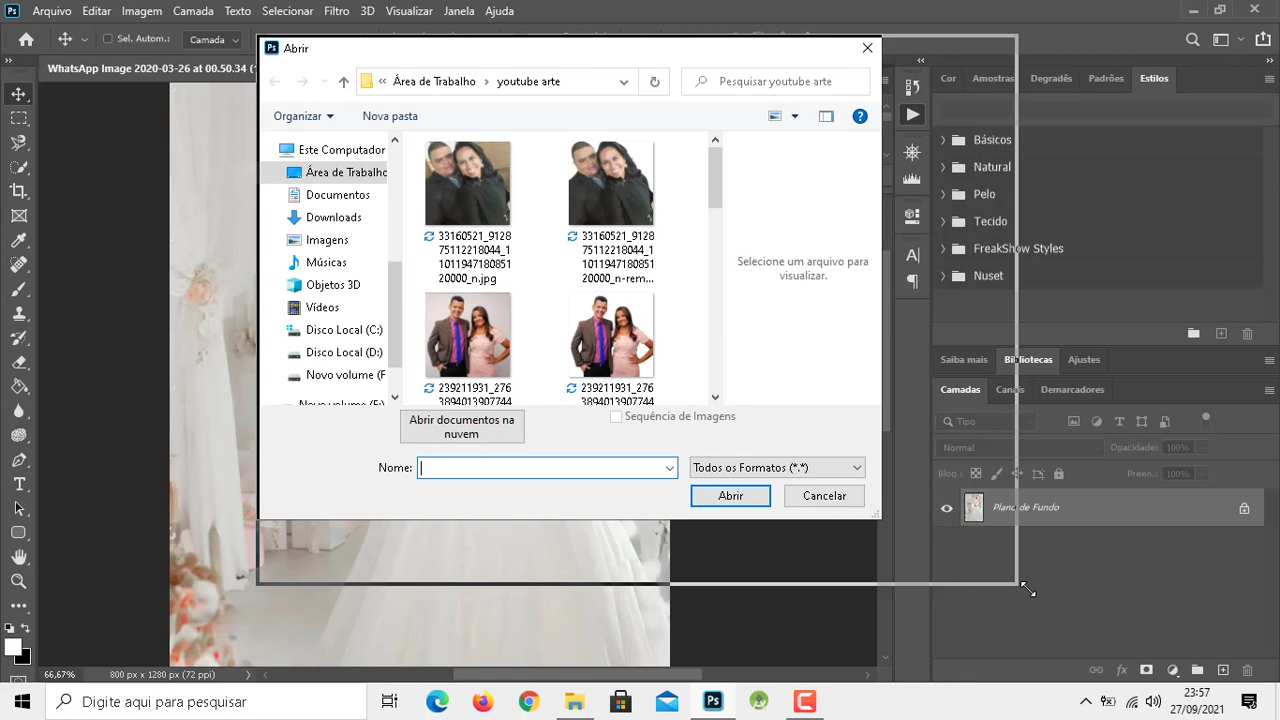 Arquivo Editar Imagem Camada Texto Selecionar Filtro 3D Visualizar Janela Ajuda
Sel. Autom.: Camada
WhatsApp Image 2020-03-26 at 00.50.34 (1
Abrir
« Área de Trabalho > youtube arte
Pesquisar youtube arte
Organizar
Nova pasta
Este Computador
Área de Trabalho
Documentos
Downloads
Imagens
Músicas
Objetos 3D
Vídeos
Disco Local (C:)
Disco Local (D:)
Novo volume (F
33160521_9128
75112218044_1
1011947180851
20000_n.jpg
33160521_9128
75112218044_1
1011947180851
20000_n-rem...
239211931_276
3894013907744
239211931_276
3894013907744
Selecione um arquivo para
visualizar.
Abrir documentos na
nuvem
Sequência de Imagens
Nome:
Todos os Formatos (*.*)
Abrir
Cancelar
Cor Amostras Degradês Padrões Estilos
Básicos
Natural
Pelo
Tecido
FreakShow Styles
Nuset
Saiba mais Bibliotecas Ajustes
Camadas Canais Demarcadores
Tipo
Normal Opacidade: 100%
Bloq.: Preen.: 100%
Plano de Fundo
66,67% 800 px x 1280 px (72 ppi)
Digite aqui para pesquisar
23:57
27/09/2021